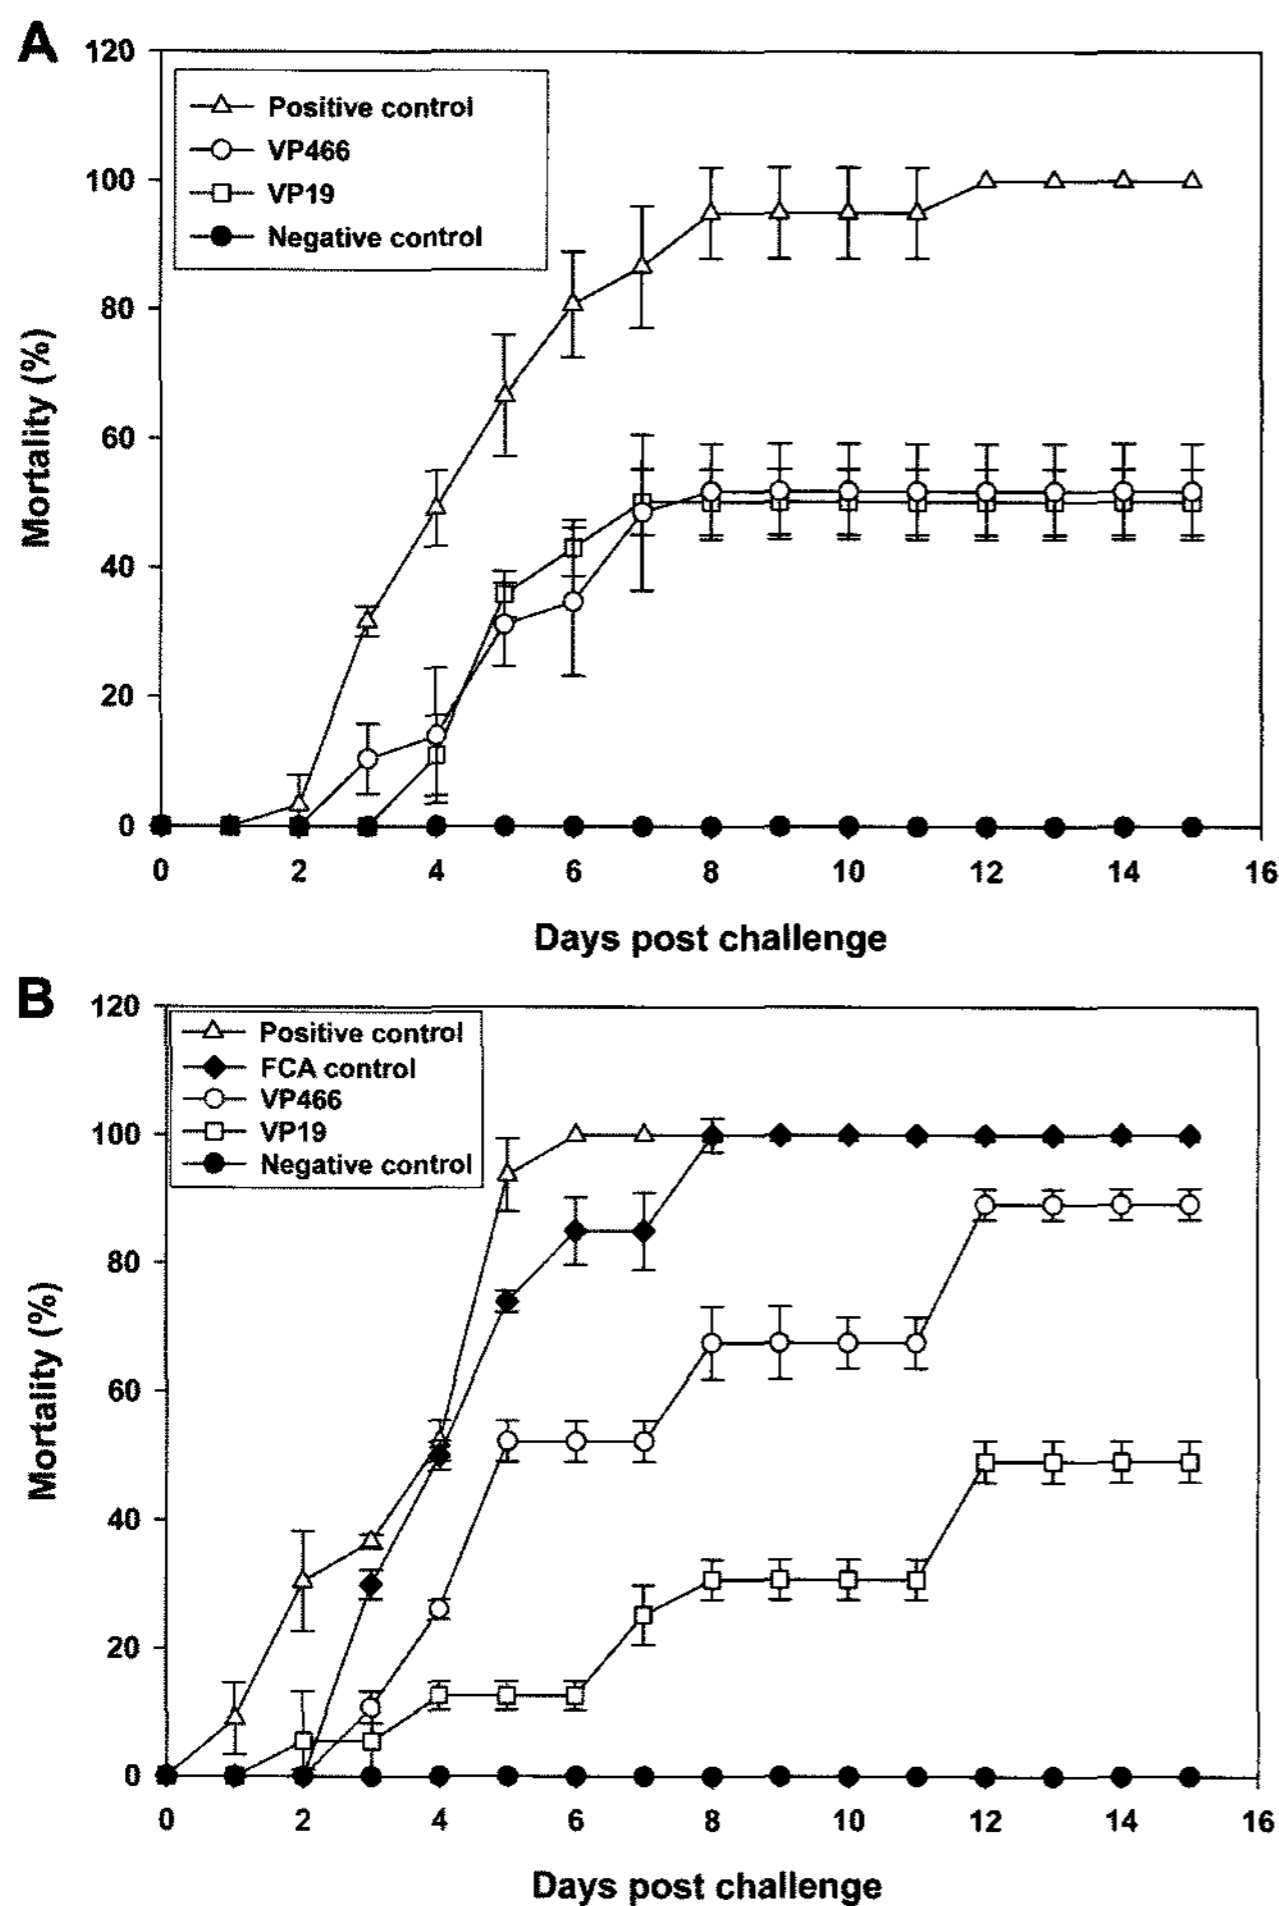 A
120
Positive control
VP466
VP19
Negative control
100
80
60
40
20
0
Mortality (%)
0 2 4 6 8 10 12 14 16
Days post challenge
B
120
Positive control
FCA control
VP466
VP19
Negative control
100
80
60
40
20
0
Mortality (%)
0 2 4 6 8 10 12 14 16
Days post challenge